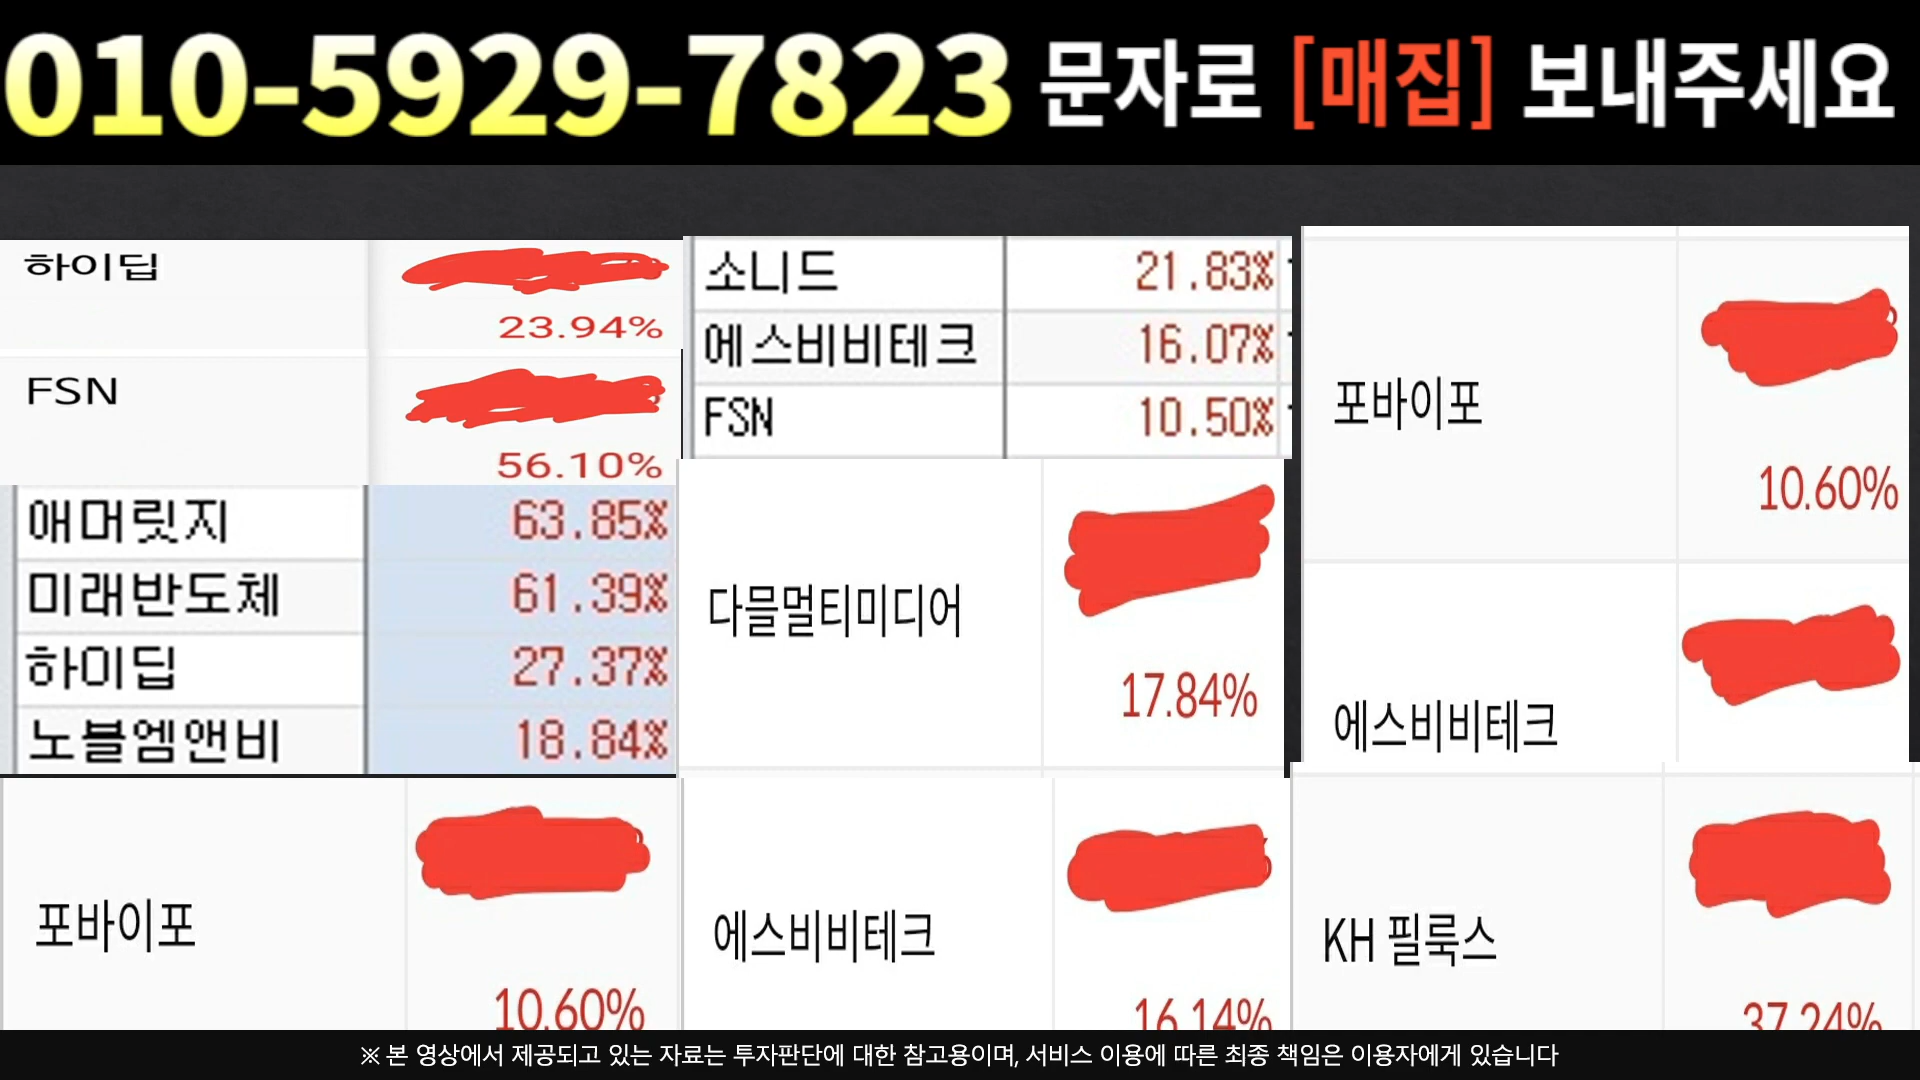 010-5929-7823 문자로 [매집] 보내주세요
하이딥
23.94%
FSN
56.10%
애머릿지 63.85%
미래반도체 61.39%
하이딥 27.37%
노블엠앤비 18.84%
소니드 21.83%
에스비비테크 16.07%
FSN 10.50%
다믈멀티미디어
17.84%
포바이포
10.60%
에스비비테크
포바이포
10.60%
에스비비테크
16.14%
KH 필룩스
37.24%
※ 본 영상에서 제공되고 있는 자료는 투자판단에 대한 참고용이며, 서비스 이용에 따른 최종 책임은 이용자에게 있습니다